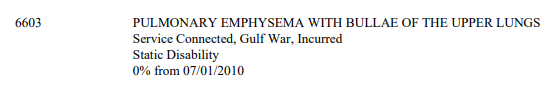 6603 PULMONARY EMPHYSEMA WITH BULLAE OF THE UPPER LUNGS
Service Connected, Gulf War, Incurred
Static Disability
0% from 07/01/2010